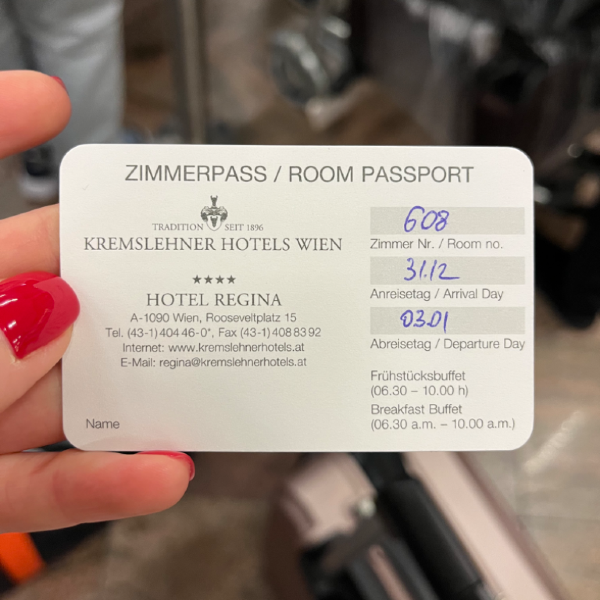 ZIMMERPASS / ROOM PASSPORT
TRADITION SEIT 1896
KREMSLEHNER HOTELS WIEN
★★★★
HOTEL REGINA
A-1090 Wien, Rooseveltplatz 15
Tel. (43-1) 404 46-0*, Fax (43-1) 408 83 92
Internet: www.kremslehnerhotels.at
E-Mail: regina@kremslehnerhotels.at
Name
608
Zimmer Nr. / Room no.
31.12
Anreisetag / Arrival Day
03.01
Abreisetag / Departure Day
Frühstücksbuffet
(06.30 – 10.00 h)
Breakfast Buffet
(06.30 a.m. – 10.00 a.m.)